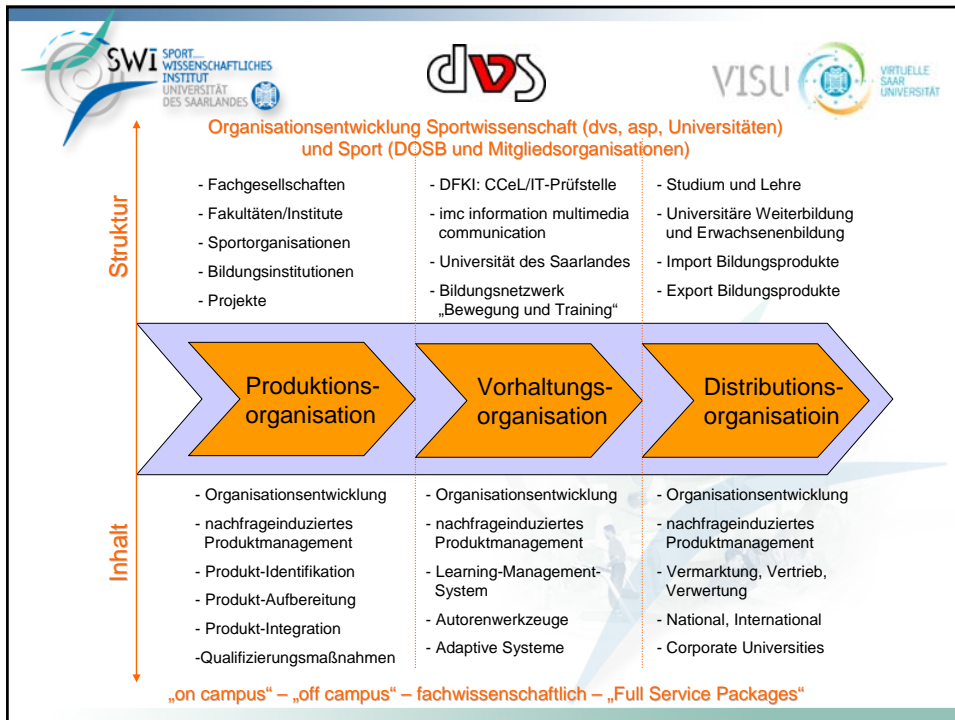 SWI SPORT
WISSENSCHAFTLICHES
INSTITUT
UNIVERSITÄT
DES SAARLANDES
dvs
VISU
VIRTUELLE
SAAR
UNIVERSITÄT
Organisationsentwicklung Sportwissenschaft (dvs, asp, Universitäten)
und Sport (DOSB und Mitgliedsorganisationen)
Struktur
- Fachgesellschaften
- Fakultäten/Institute
- Sportorganisationen
- Bildungsinstitutionen
- Projekte
- DFKI: CCeL/IT-Prüfstelle
- imc information multimedia
communication
- Universität des Saarlandes
- Bildungsnetzwerk
„Bewegung und Training“
- Studium und Lehre
- Universitäre Weiterbildung
und Erwachsenenbildung
- Import Bildungsprodukte
- Export Bildungsprodukte
Produktions-
organisation
Vorhaltungs-
organisation
Distributions-
organisatioin
Inhalt
- Organisationsentwicklung
- nachfrageinduziertes
Produktmanagement
- Produkt-Identifikation
- Produkt-Aufbereitung
- Produkt-Integration
-Qualifizierungsmaßnahmen
- Organisationsentwicklung
- nachfrageinduziertes
Produktmanagement
- Learning-Management-
System
- Autorenwerkzeuge
- Adaptive Systeme
- Organisationsentwicklung
- nachfrageinduziertes
Produktmanagement
- Vermarktung, Vertrieb,
Verwertung
- National, International
- Corporate Universities
„on campus“ – „off campus“ – fachwissenschaftlich – „Full Service Packages“